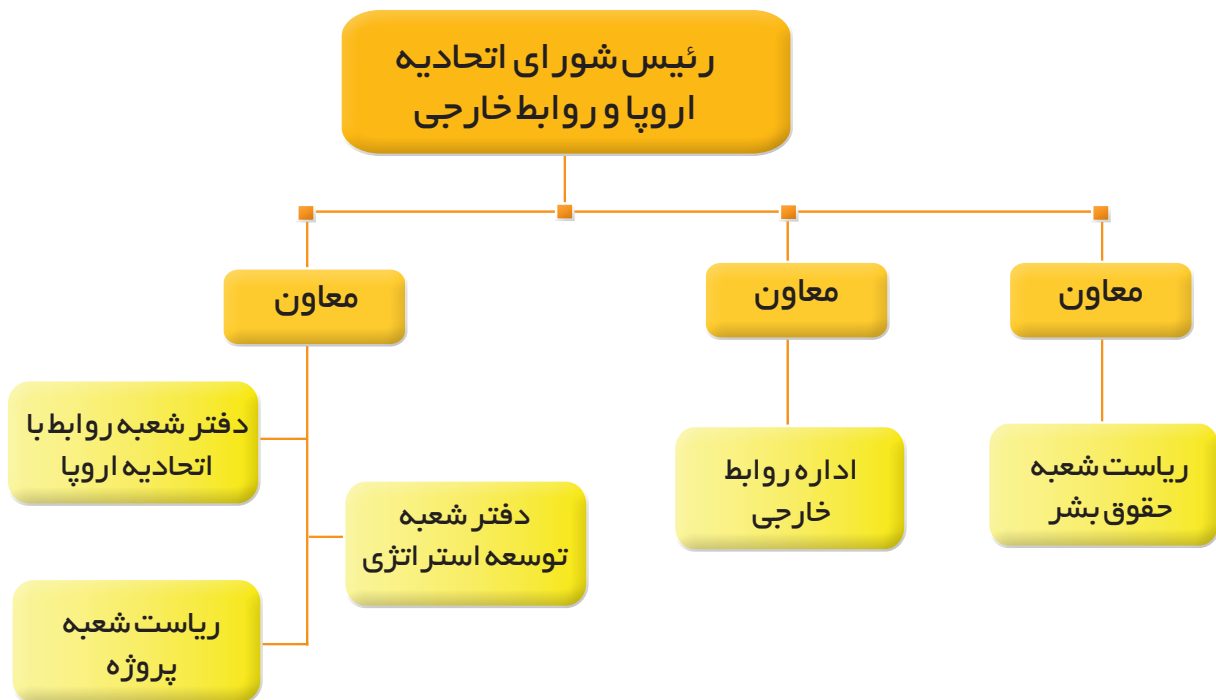 رئیس شورای اتحادیه
اروپا و روابط خارجی
معاون
معاون
معاون
ریاست شعبه
حقوق بشر
اداره روابط
خارجی
دفتر شعبه روابط با
اتحادیه اروپا
دفتر شعبه
توسعه استراتژی
ریاست شعبه
پروژه